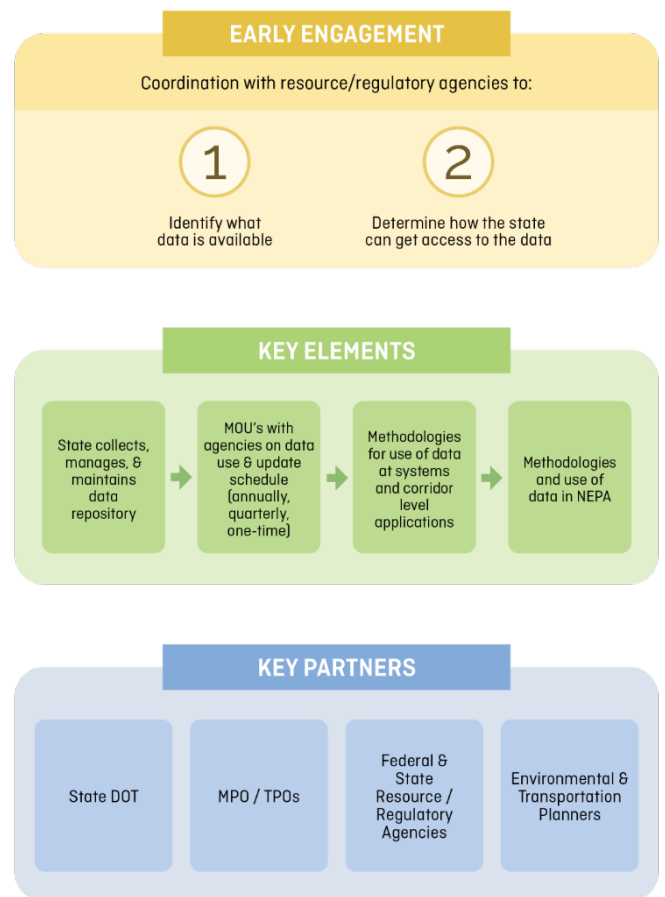 EARLY ENGAGEMENT
Coordination with resource/regulatory agencies to:
1
Identify what
data is available
2
Determine how the state
can get access to the data
KEY ELEMENTS
State collects,
manages, &
maintains
data
repository
MOU's with
agencies on data
use & update
schedule
(annually,
quarterly,
one-time)
Methodologies
for use of data
at systems
and corridor
level
applications
Methodologies
and use of
data in NEPA
KEY PARTNERS
State DOT
MPO / TPOs
Federal &
State
Resource /
Regulatory
Agencies
Environmental &
Transportation
Planners